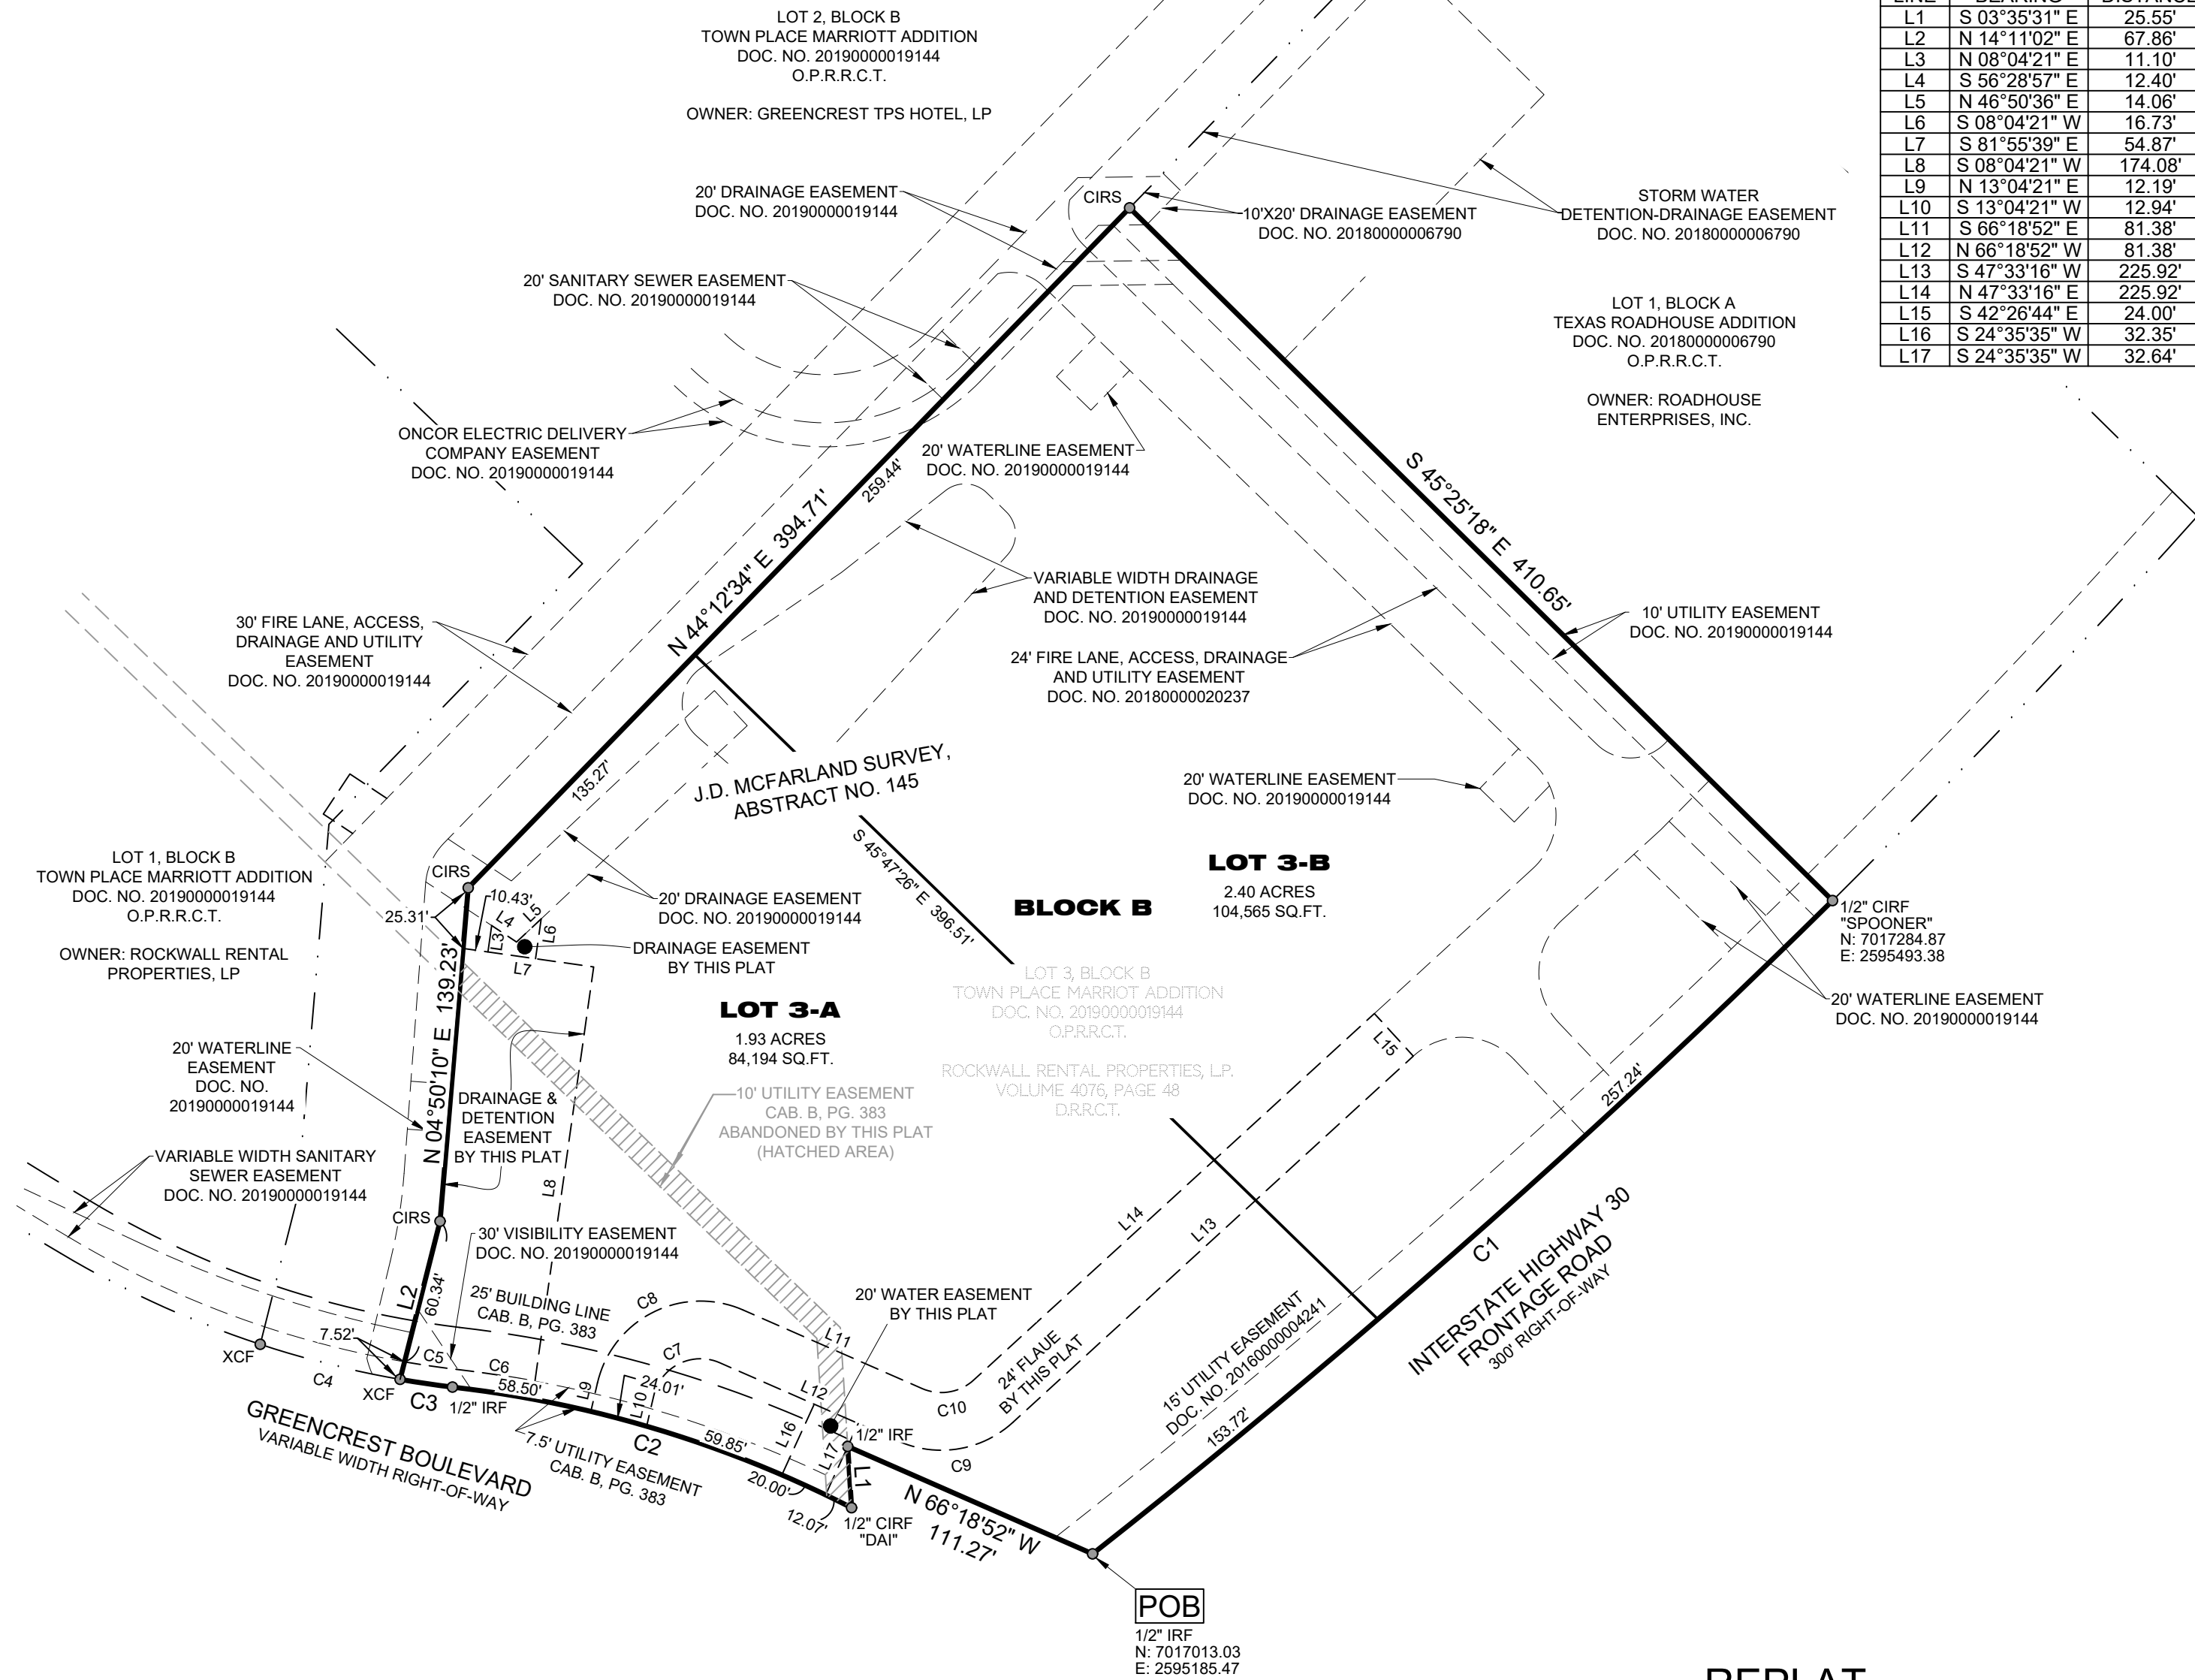 LOT 2, BLOCK B
TOWN PLACE MARRIOTT ADDITION
DOC. NO. 20190000019144
O.P.R.R.C.T.
OWNER: GREENCREST TPS HOTEL, LP
L1 S 03°35'31" E 25.55'
L2 N 14°11'02" E 67.86'
L3 N 08°04'21" E 11.10'
L4 S 56°28'57" E 12.40'
L5 N 46°50'36" E 14.06'
L6 S 08°04'21" W 16.73'
L7 S 81°55'39" E 54.87'
L8 S 08°04'21" W 174.08'
L9 N 13°04'21" E 12.19'
L10 S 13°04'21" W 12.94'
L11 S 66°18'52" E 81.38'
L12 N 66°18'52" W 81.38'
L13 S 47°33'16" W 225.92'
L14 N 47°33'16" E 225.92'
L15 S 42°26'44" E 24.00'
L16 S 24°35'35" W 32.35'
L17 S 24°35'35" W 32.64'
20' DRAINAGE EASEMENT
DOC. NO. 20190000019144
CIRS
10'X20' DRAINAGE EASEMENT
DOC. NO. 20180000006790
STORM WATER
DETENTION-DRAINAGE EASEMENT
DOC. NO. 20180000006790
20' SANITARY SEWER EASEMENT
DOC. NO. 20190000019144
LOT 1, BLOCK A
TEXAS ROADHOUSE ADDITION
DOC. NO. 20180000006790
O.P.R.R.C.T.
OWNER: ROADHOUSE
ENTERPRISES, INC.
ONCOR ELECTRIC DELIVERY
COMPANY EASEMENT
DOC. NO. 20190000019144
20' WATERLINE EASEMENT
DOC. NO. 20190000019144
259.44'
N 44°12'34" E 394.71'
S 45°25'18" E 410.65'
VARIABLE WIDTH DRAINAGE
AND DETENTION EASEMENT
DOC. NO. 20190000019144
10' UTILITY EASEMENT
DOC. NO. 20190000019144
30' FIRE LANE, ACCESS,
DRAINAGE AND UTILITY
EASEMENT
DOC. NO. 20190000019144
24' FIRE LANE, ACCESS, DRAINAGE
AND UTILITY EASEMENT
DOC. NO. 20180000020237
135.27'
J.D. MCFARLAND SURVEY,
ABSTRACT NO. 145
20' WATERLINE EASEMENT
DOC. NO. 20190000019144
S 45°47'26" E 396.51'
LOT 3-B
2.40 ACRES
104,565 SQ.FT.
BLOCK B
LOT 1, BLOCK B
TOWN PLACE MARRIOTT ADDITION
DOC. NO. 20190000019144
O.P.R.R.C.T.
OWNER: ROCKWALL RENTAL
PROPERTIES, LP
CIRS
25.31'
10.43'
L4
L5
L3
L6
L7
20' DRAINAGE EASEMENT
DOC. NO. 20190000019144
DRAINAGE EASEMENT
BY THIS PLAT
1/2" CIRF
"SPOONER"
N: 7017284.87
E: 2595493.38
LOT 3, BLOCK B
TOWN PLACE MARRIOT ADDITION
DOC. NO. 20190000019144
O.P.R.R.C.T.
ROCKWALL RENTAL PROPERTIES, L.P.
VOLUME 4076, PAGE 48
D.R.R.C.T.
LOT 3-A
1.93 ACRES
84,194 SQ.FT.
20' WATERLINE EASEMENT
DOC. NO. 20190000019144
N 04°50'10" E 139.23'
20' WATERLINE
EASEMENT
DOC. NO.
20190000019144
DRAINAGE &
DETENTION
EASEMENT
BY THIS PLAT
10' UTILITY EASEMENT
CAB. B, PG. 383
ABANDONED BY THIS PLAT
(HATCHED AREA)
L15
257.24'
VARIABLE WIDTH SANITARY
SEWER EASEMENT
DOC. NO. 20190000019144
L8
CIRS
30' VISIBILITY EASEMENT
DOC. NO. 20190000019144
L14
L13
C1
INTERSTATE HIGHWAY 30
FRONTAGE ROAD
300' RIGHT-OF-WAY
L2
60.34'
25' BUILDING LINE
CAB. B, PG. 383
C8
20' WATER EASEMENT
BY THIS PLAT
7.52'
L11
C7
XCF
C4
XCF
C5
C6
C3
1/2" IRF
58.50'
L9
24.01'
L10
L12
C10
24' FLAUE
BY THIS PLAT
15' UTILITY EASEMENT
DOC. NO. 20160000004241
153.72'
GREENCREST BOULEVARD
VARIABLE WIDTH RIGHT-OF-WAY
7.5' UTILITY EASEMENT
CAB. B, PG. 383
C2
59.85'
L16
L17
1/2" IRF
C9
L1
20.00'
12.07'
1/2" CIRF
"DAI"
N 66°18'52" W
111.27'
POB
1/2" IRF
N: 7017013.03
E: 2595185.47